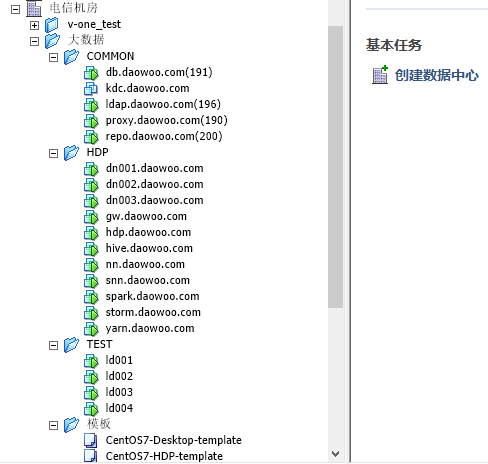 电信机房
v-one_test
大数据
COMMON
db.daowoo.com(191)
kdc.daowoo.com
ldap.daowoo.com(196)
proxy.daowoo.com(190)
repo.daowoo.com(200)
HDP
dn001.daowoo.com
dn002.daowoo.com
dn003.daowoo.com
gw.daowoo.com
hdp.daowoo.com
hive.daowoo.com
nn.daowoo.com
snn.daowoo.com
spark.daowoo.com
storm.daowoo.com
yarn.daowoo.com
TEST
ld001
ld002
ld003
ld004
模板
CentOS7-Desktop-template
CentOS7-HDP-template
基本任务
创建数据中心